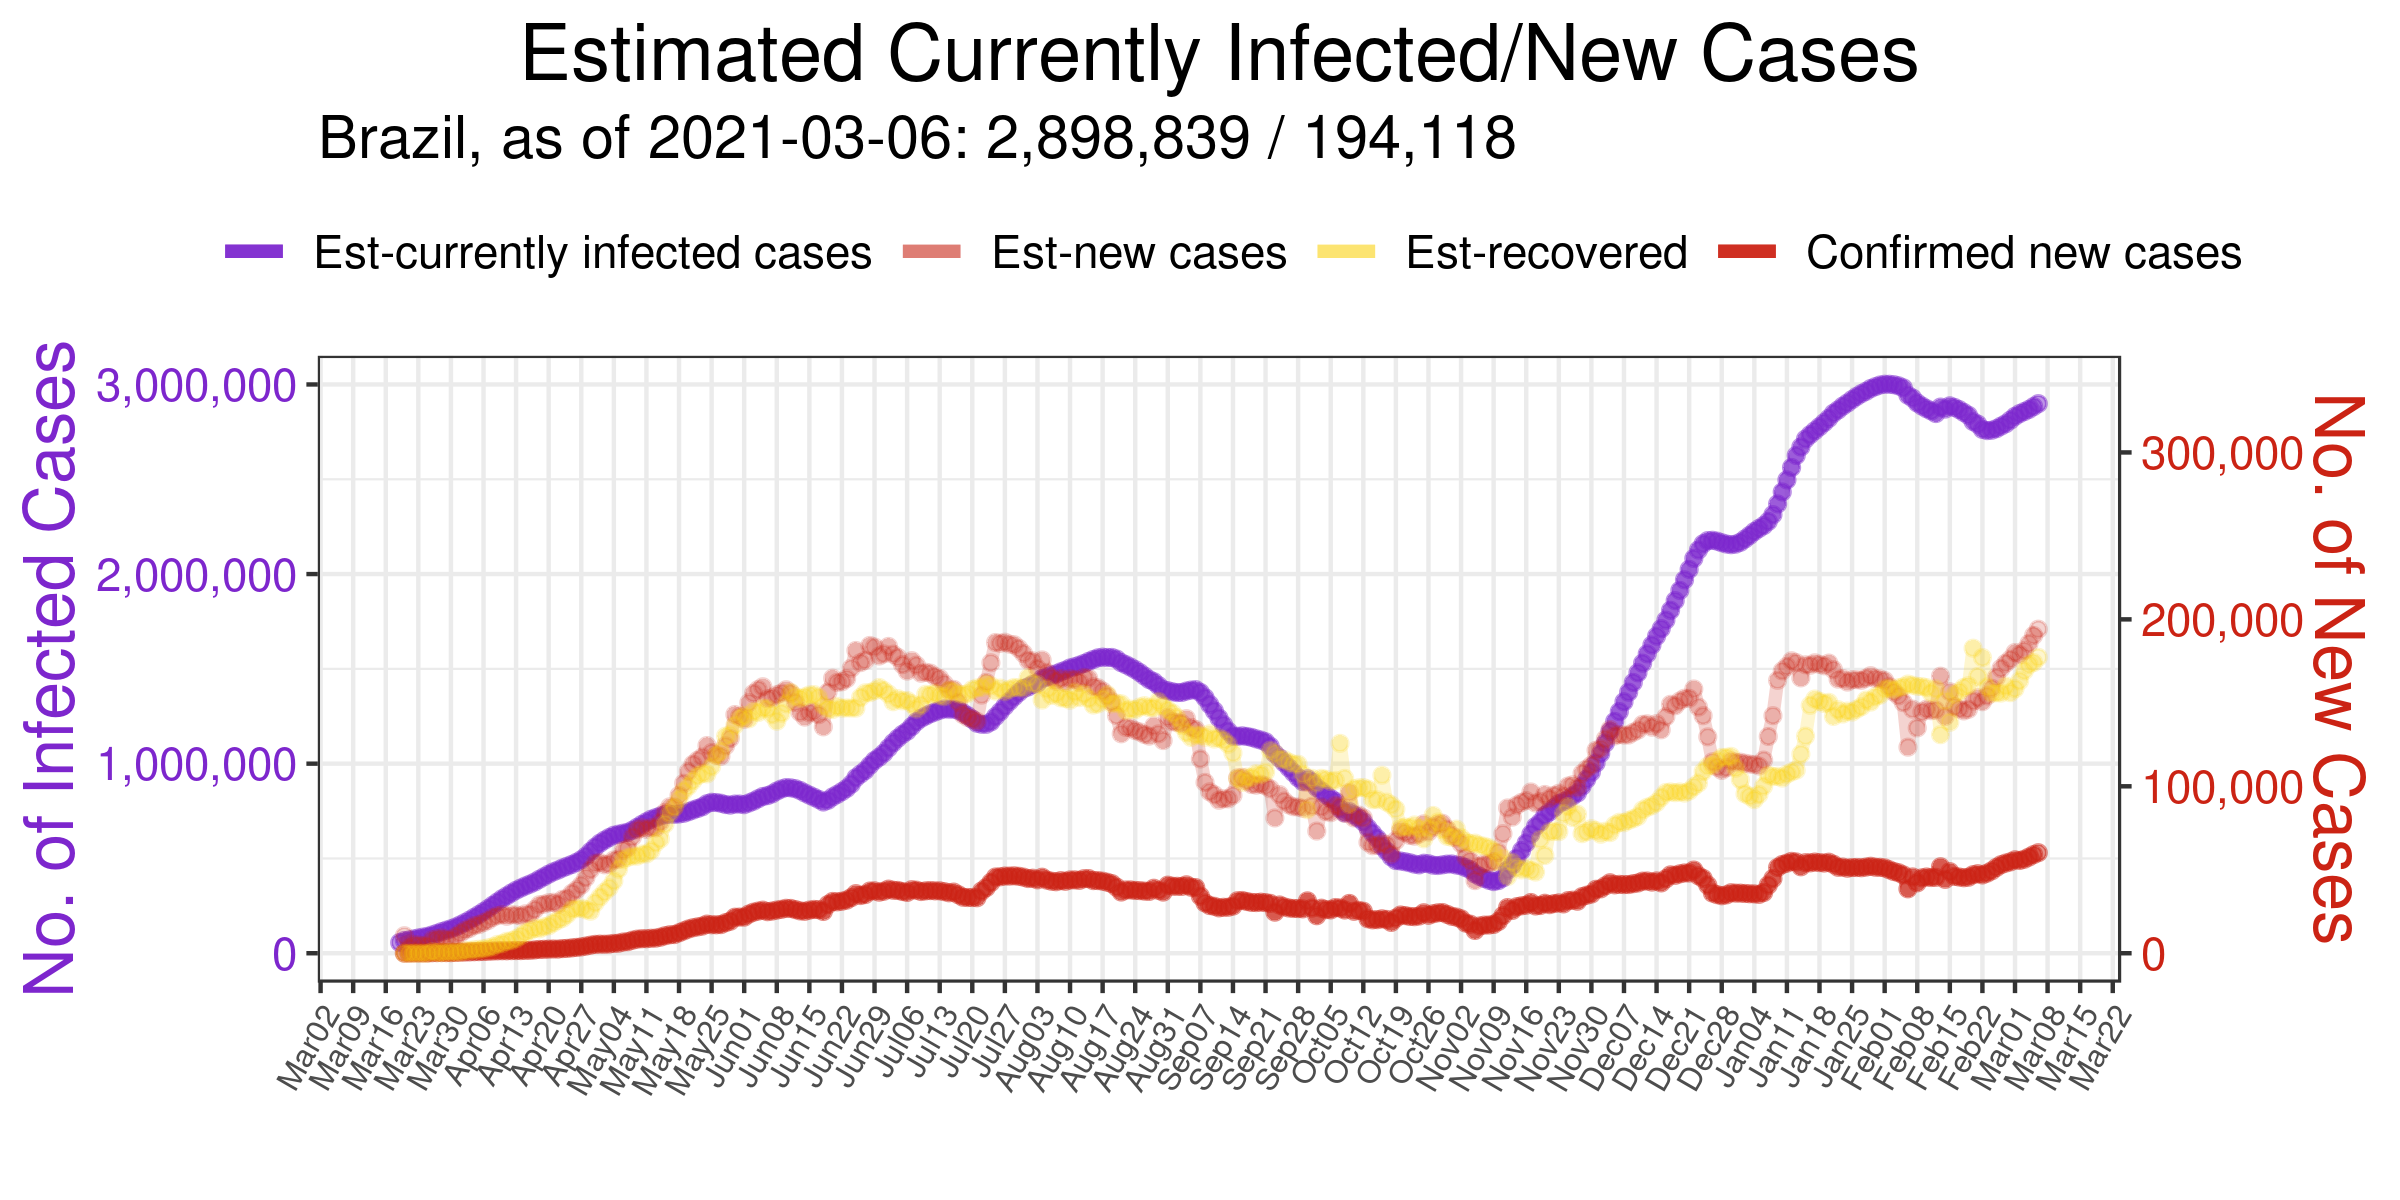 Estimated Currently Infected/New Cases
Brazil, as of 2021-03-06: 2,898,839 / 194,118
Est-currently infected cases Est-new cases Est-recovered Confirmed new cases
No. of Infected Cases
3,000,000
2,000,000
1,000,000
0
300,000
200,000
100,000
0
No. of New Cases
Mar02 Mar09 Mar16 Mar23 Mar30 Apr06 Apr13 Apr20 Apr27 May04 May11 May18 May25 Jun01 Jun08 Jun15 Jun22 Jun29 Jul06 Jul13 Jul20 Jul27 Aug03 Aug10 Aug17 Aug24 Aug31 Sep07 Sep14 Sep21 Sep28 Oct05 Oct12 Oct19 Oct26 Nov02 Nov09 Nov16 Nov23 Nov30 Dec07 Dec14 Dec21 Dec28 Jan04 Jan11 Jan18 Jan25 Feb01 Feb08 Feb15 Feb22 Mar01 Mar08 Mar15 Mar22